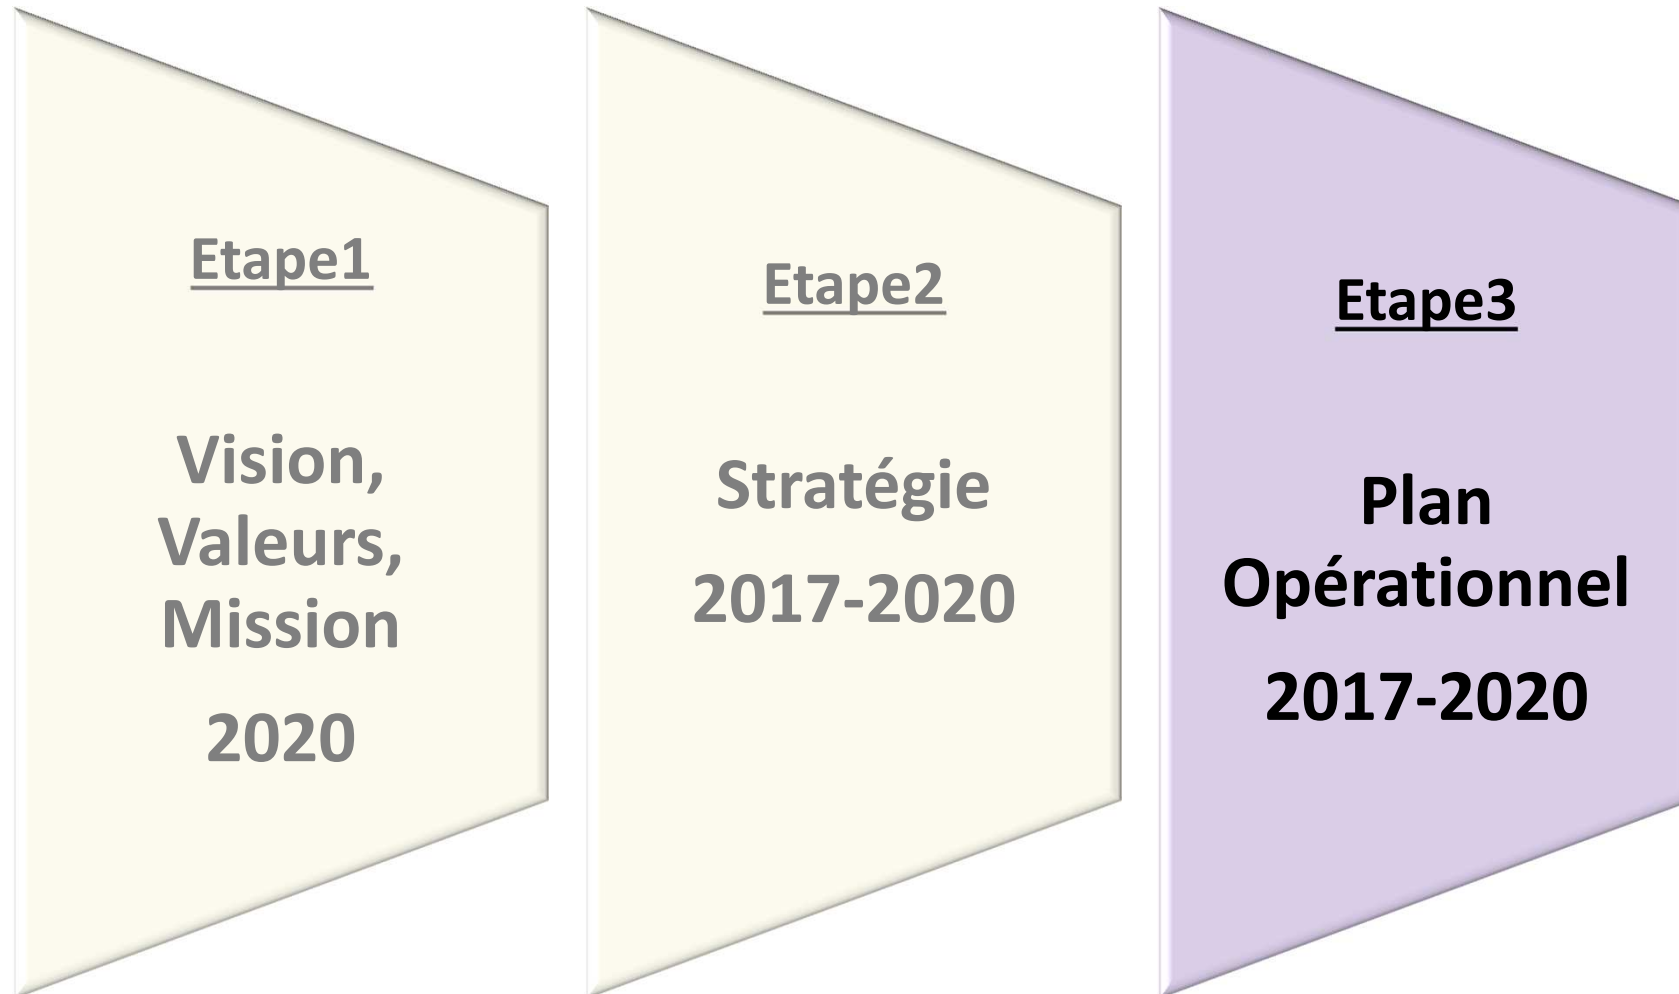 Etape1
Vision,
Valeurs,
Mission
2020
Etape2
Stratégie
2017-2020
Etape3
Plan
Opérationnel
2017-2020